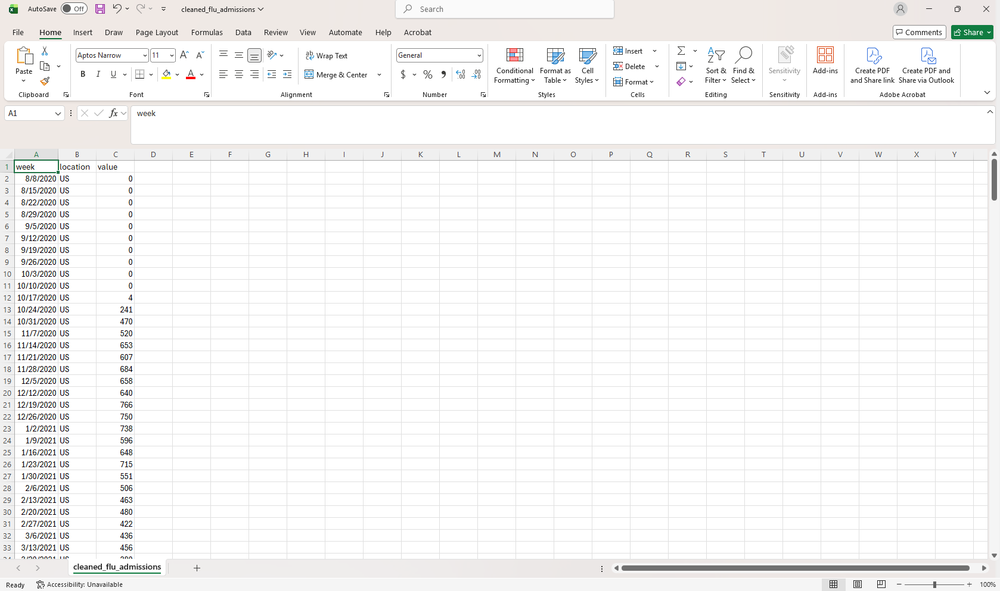 AutoSave Off cleaned_flu_admissions Search
File Home Insert Draw Page Layout Formulas Data Review View Automate Help Acrobat Comments Share
Paste
Clipboard
Aptos Narrow 11 A A
B I U A
Font
Wrap Text
Merge & Center
Alignment
General
$ % 9 .00 .00
Number
Conditional Formatting
Format as Table
Cell Styles
Styles
Insert
Delete
Format
Cells
Sort & Filter
Find & Select
Editing
Sensitivity
Sensitivity
Add-ins
Add-ins
Create PDF and Share link
Create PDF and Share via Outlook
Adobe Acrobat
A1 fx week
A B C D E F G H I J K L M N O P Q R S T U V W X Y
1 week location value
2 8/8/2020 US 0
3 8/15/2020 US 0
4 8/22/2020 US 0
5 8/29/2020 US 0
6 9/5/2020 US 0
7 9/12/2020 US 0
8 9/19/2020 US 0
9 9/26/2020 US 0
10 10/3/2020 US 0
11 10/10/2020 US 0
12 10/17/2020 US 4
13 10/24/2020 US 241
14 10/31/2020 US 470
15 11/7/2020 US 520
16 11/14/2020 US 653
17 11/21/2020 US 607
18 11/28/2020 US 684
19 12/5/2020 US 658
20 12/12/2020 US 640
21 12/19/2020 US 766
22 12/26/2020 US 750
23 1/2/2021 US 738
24 1/9/2021 US 596
25 1/16/2021 US 648
26 1/23/2021 US 715
27 1/30/2021 US 551
28 2/6/2021 US 506
29 2/13/2021 US 463
30 2/20/2021 US 480
31 2/27/2021 US 422
32 3/6/2021 US 436
33 3/13/2021 US 456
cleaned_flu_admissions
Ready Accessibility: Unavailable 100%